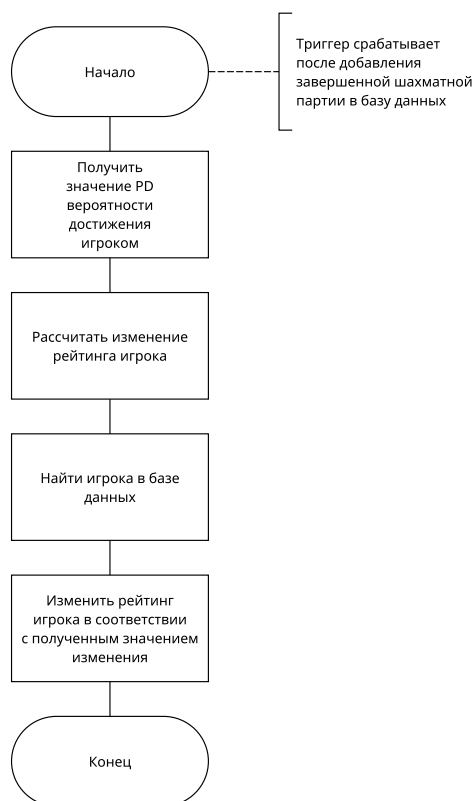 Начало
Триггер срабатывает
после добавления
завершенной шахматной
партии в базу данных
Получить
значение PD
вероятности
достижения
игроком
Рассчитать изменение
рейтинга игрока
Найти игрока в базе
данных
Изменить рейтинг
игрока в соответствии
с полученным значением
изменения
Конец